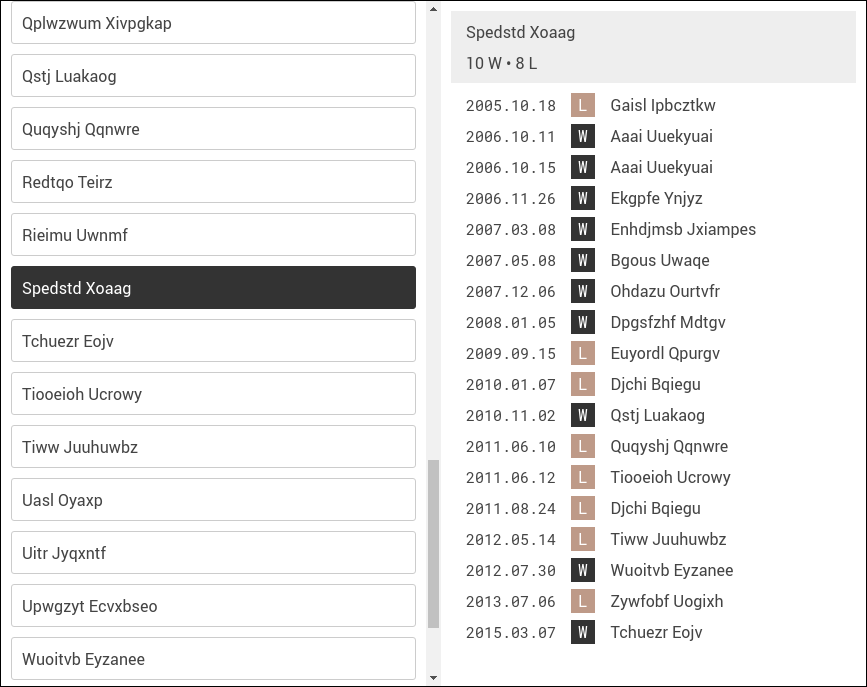 Qplwzwum Xivpgkap
Qstj Luakaog
Quqyshj Qqnwre
Redtqo Teirz
Rieimu Uwnmf
Spedstd Xoaag
Tchuezr Eojv
Tiooeioh Ucrowy
Tiww Juuhuwbz
Uasl Oyaxp
Uitr Jyqxntf
Upwgzyt Ecvxbseo
Wuoitvb Eyzanee
Spedstd Xoaag
10 W • 8 L
2005.10.18 L Gaisl Ipbcztkw
2006.10.11 W Aaai Uuekyuai
2006.10.15 W Aaai Uuekyuai
2006.11.26 W Ekgpfe Ynjyz
2007.03.08 W Enhdjmsb Jxiampes
2007.05.08 W Bgous Uwaqe
2007.12.06 W Ohdazu Ourtvfr
2008.01.05 W Dpgsfzhf Mdtgv
2009.09.15 L Euyordl Qpurgv
2010.01.07 L Djchi Bqiegu
2010.11.02 W Qstj Luakaog
2011.06.10 L Quqyshj Qqnwre
2011.06.12 L Tiooeioh Ucrowy
2011.08.24 L Djchi Bqiegu
2012.05.14 L Tiww Juuhuwbz
2012.07.30 W Wuoitvb Eyzanee
2013.07.06 L Zywfobf Uogixh
2015.03.07 W Tchuezr Eojv